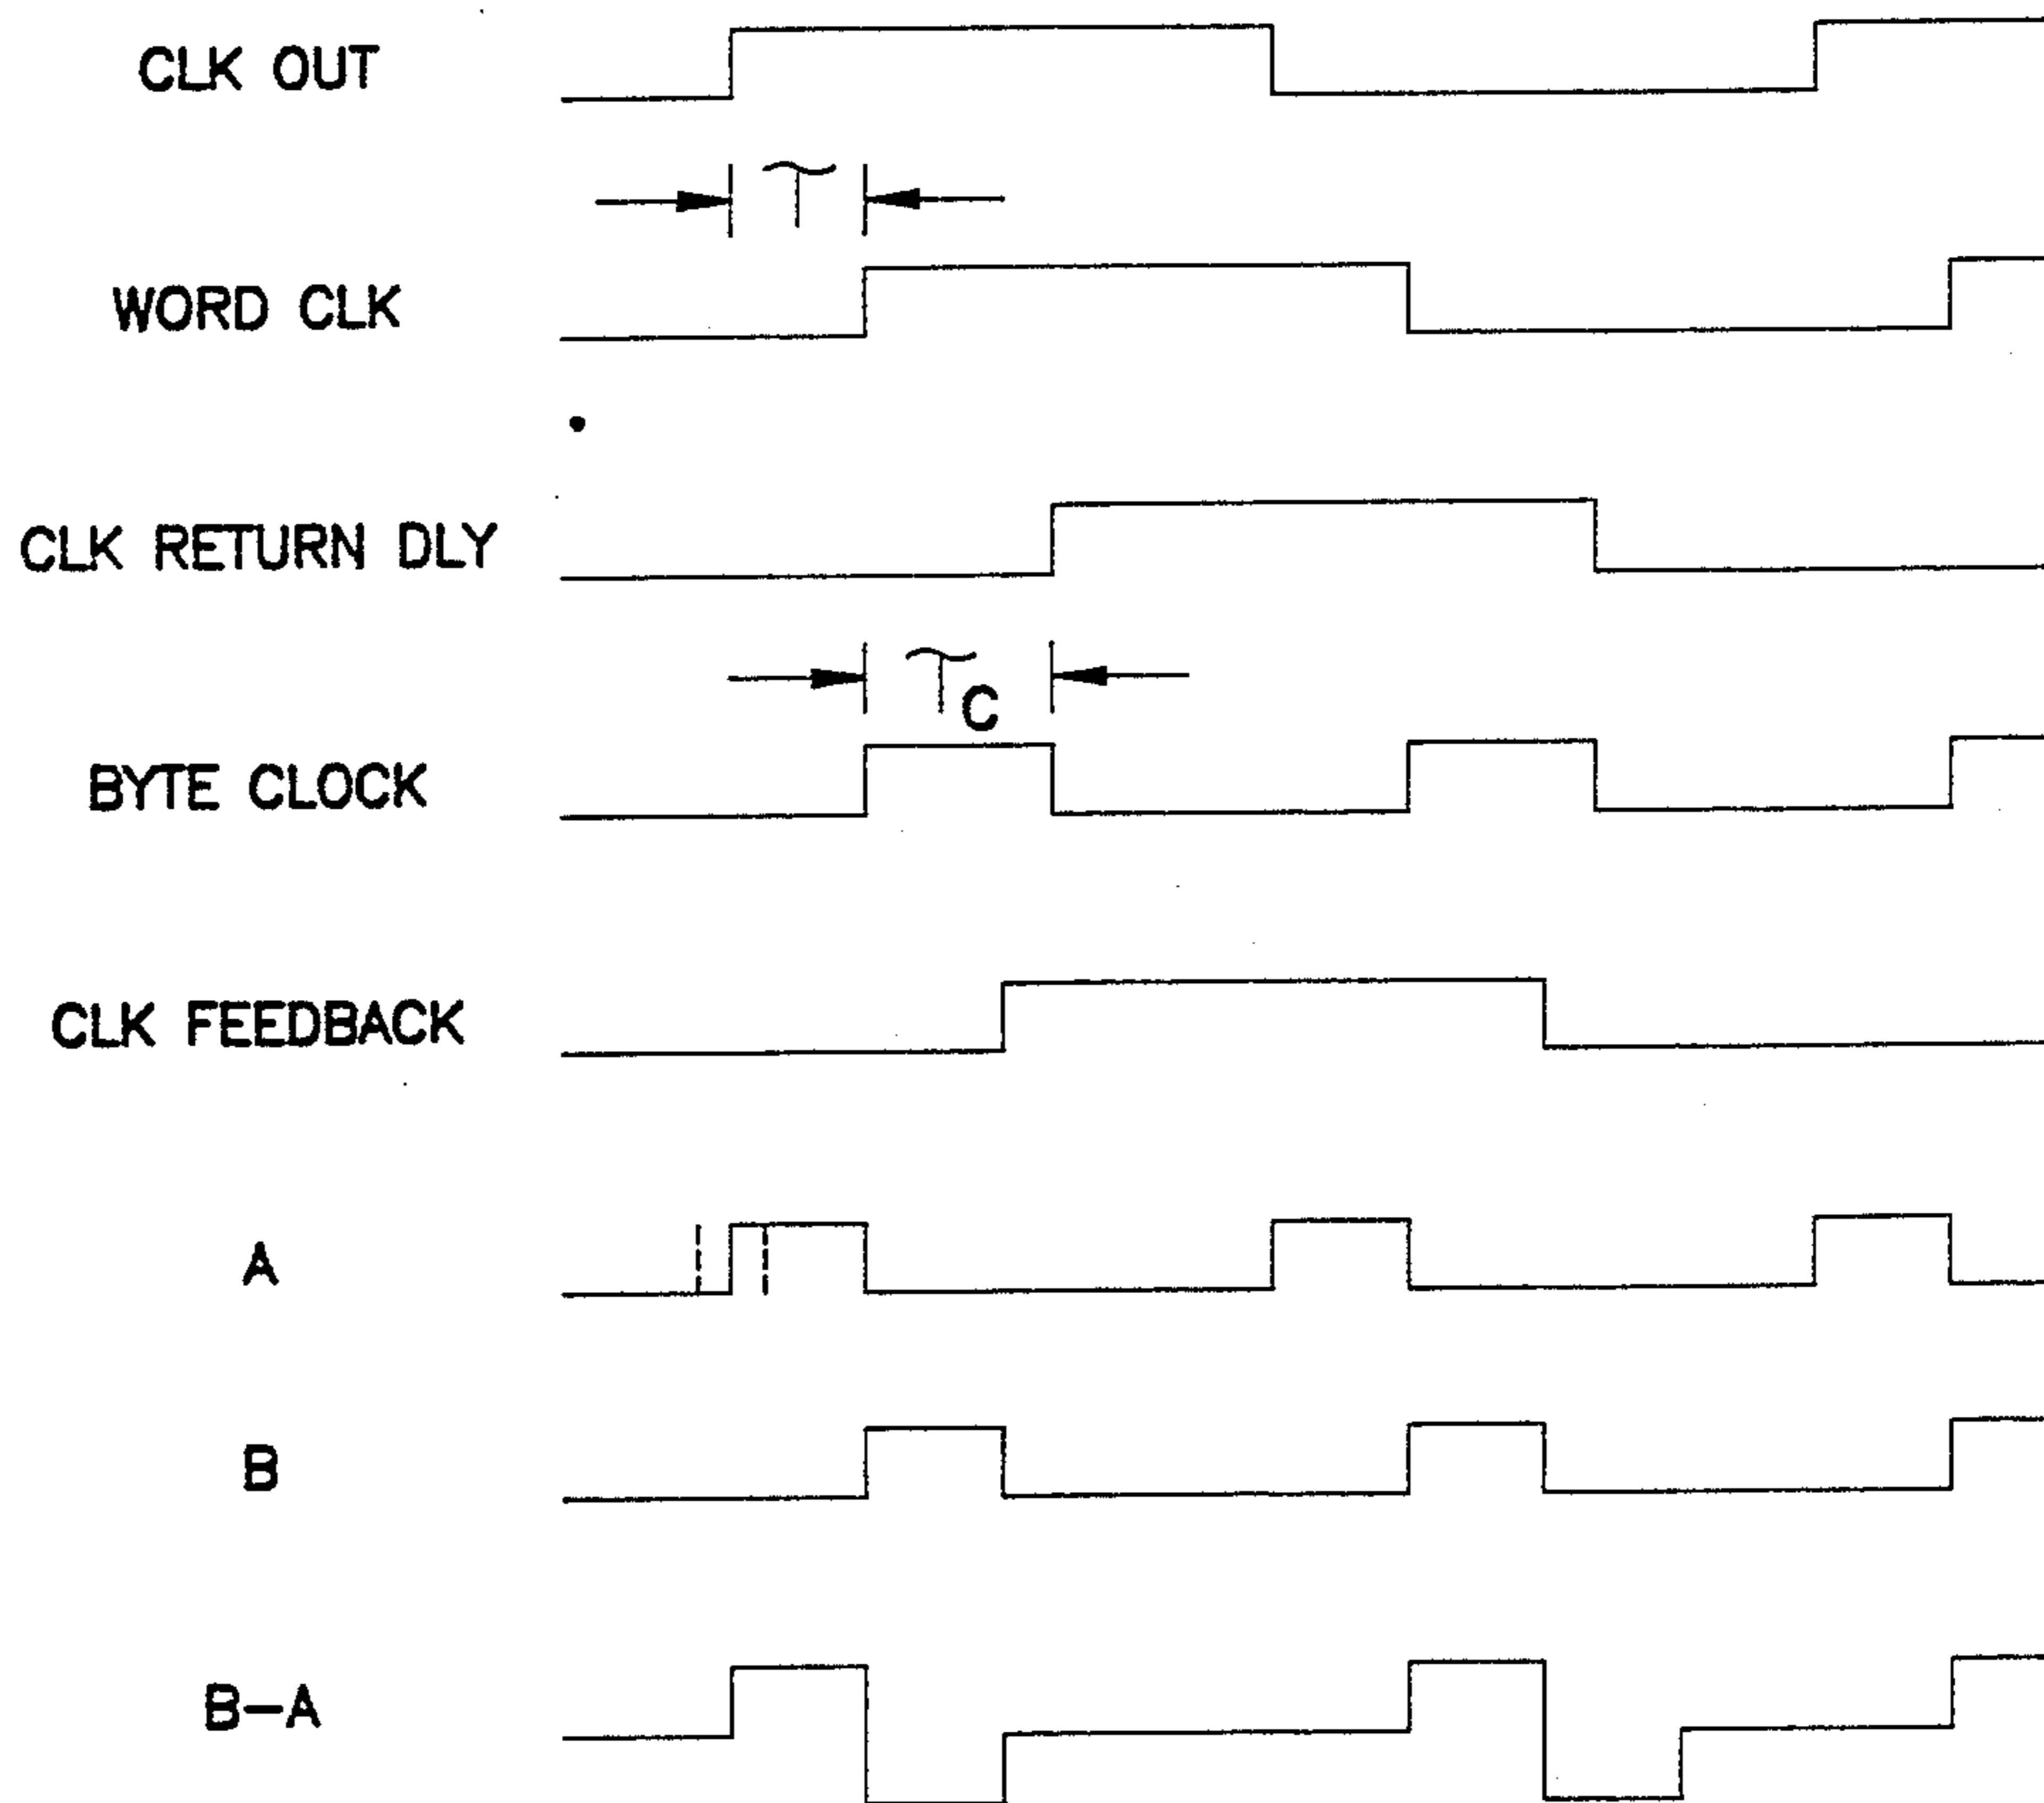 CLK OUT
τ
WORD CLK
CLK RETURN DLY
τC
BYTE CLOCK
CLK FEEDBACK
A
B
B-A